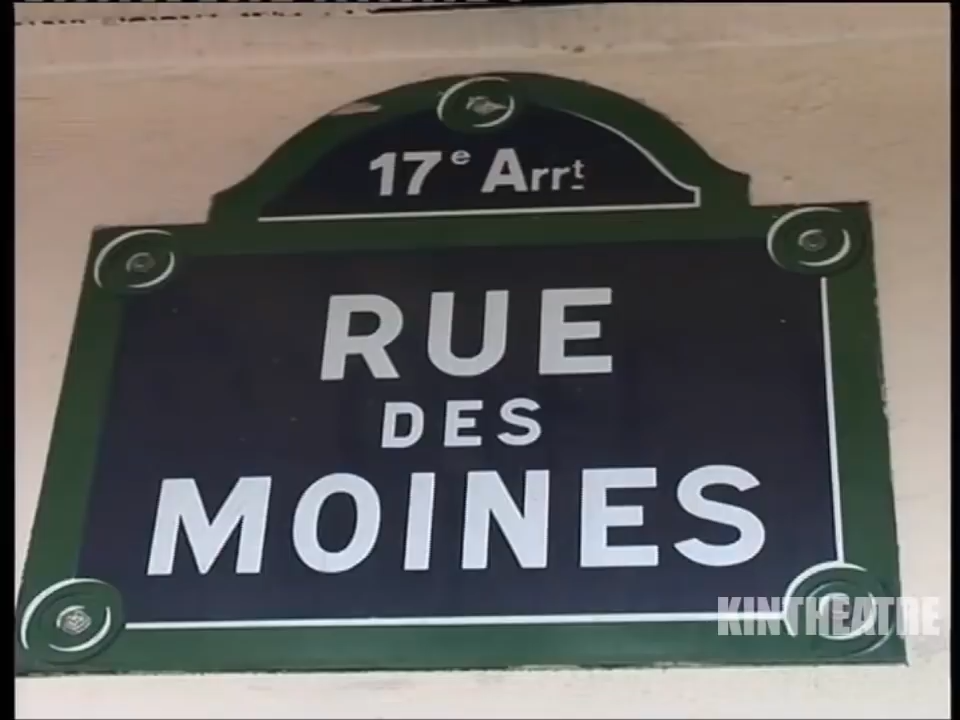 17e Arrt
RUE
DES
MOINES
KINTHEATRE